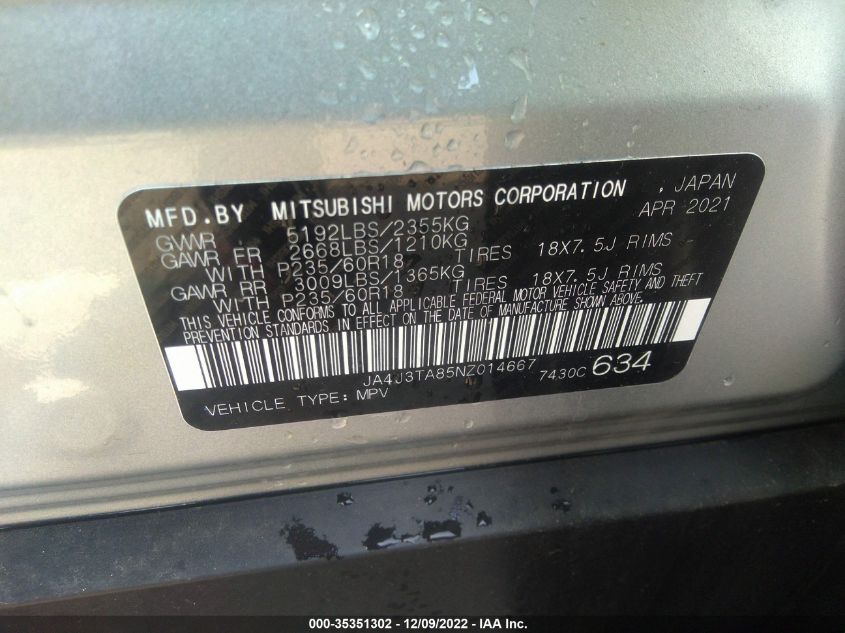 MFD.BY MITSUBISHI MOTORS CORPORATION , JAPAN
APR 2021
GVWR 5192LBS/2355KG
GAWR FR 2668LBS/1210KG
WITH P235/60R18 TIRES 18X7.5J RIMS
GAWR RR 3009LBS/1365KG
WITH P235/60R18 TIRES 18X7.5J RIMS
THIS VEHICLE CONFORMS TO ALL APPLICABLE FEDERAL MOTOR VEHICLE SAFETY AND THEFT
PREVENTION STANDARDS IN EFFECT ON THE DATE OF MANUFACTURE SHOWN ABOVE.
JA4J3TA85NZ014667 7430C 634
VEHICLE TYPE: MPV
000-35351302 - 12/09/2022 - IAA Inc.